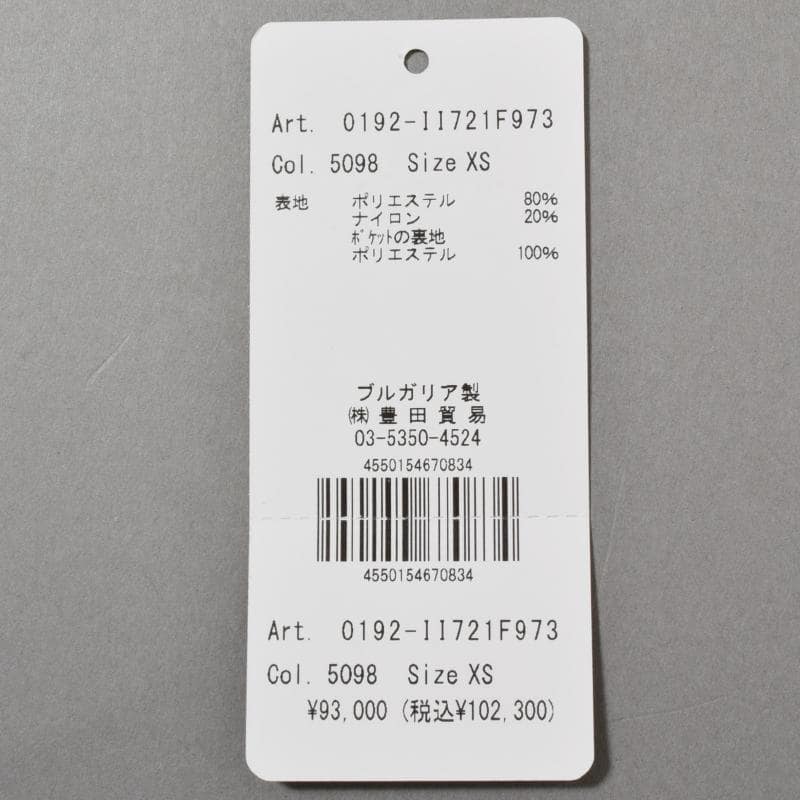 Art. 0192-II721F973
Col. 5098 Size XS
表地 ポリエステル 80%
ナイロン 20%
ﾎﾟｹｯﾄの裏地
ポリエステル 100%
ブルガリア製
㈱ 豊田貿易
03-5350-4524
4550154670834
4550154670834
Art. 0192-II721F973
Col. 5098 Size XS
¥93,000 (税込¥102,300)